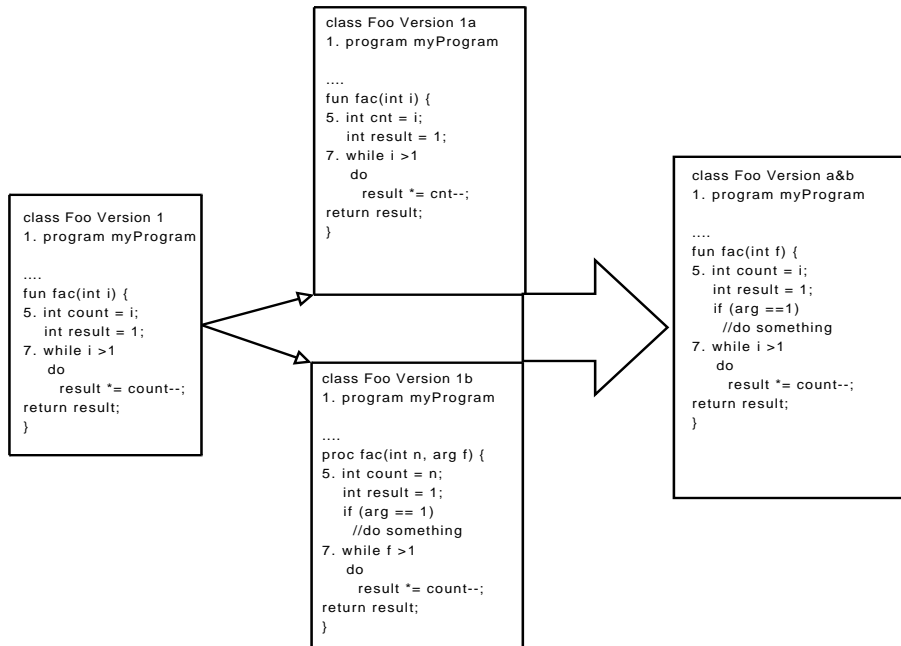 class Foo Version 1
1. program myProgram
....
fun fac(int i) {
5. int count = i;
int result = 1;
7. while i >1
do
result *= count--;
return result;
}
class Foo Version 1a
1. program myProgram
....
fun fac(int i) {
5. int cnt = i;
int result = 1;
7. while i >1
do
result *= cnt--;
return result;
}
class Foo Version 1b
1. program myProgram
....
proc fac(int n, arg f) {
5. int count = n;
int result = 1;
if (arg == 1)
//do something
7. while f >1
do
result *= count--;
return result;
}
class Foo Version a&b
1. program myProgram
....
fun fac(int f) {
5. int count = i;
int result = 1;
if (arg ==1)
//do something
7. while i >1
do
result *= count--;
return result;
}